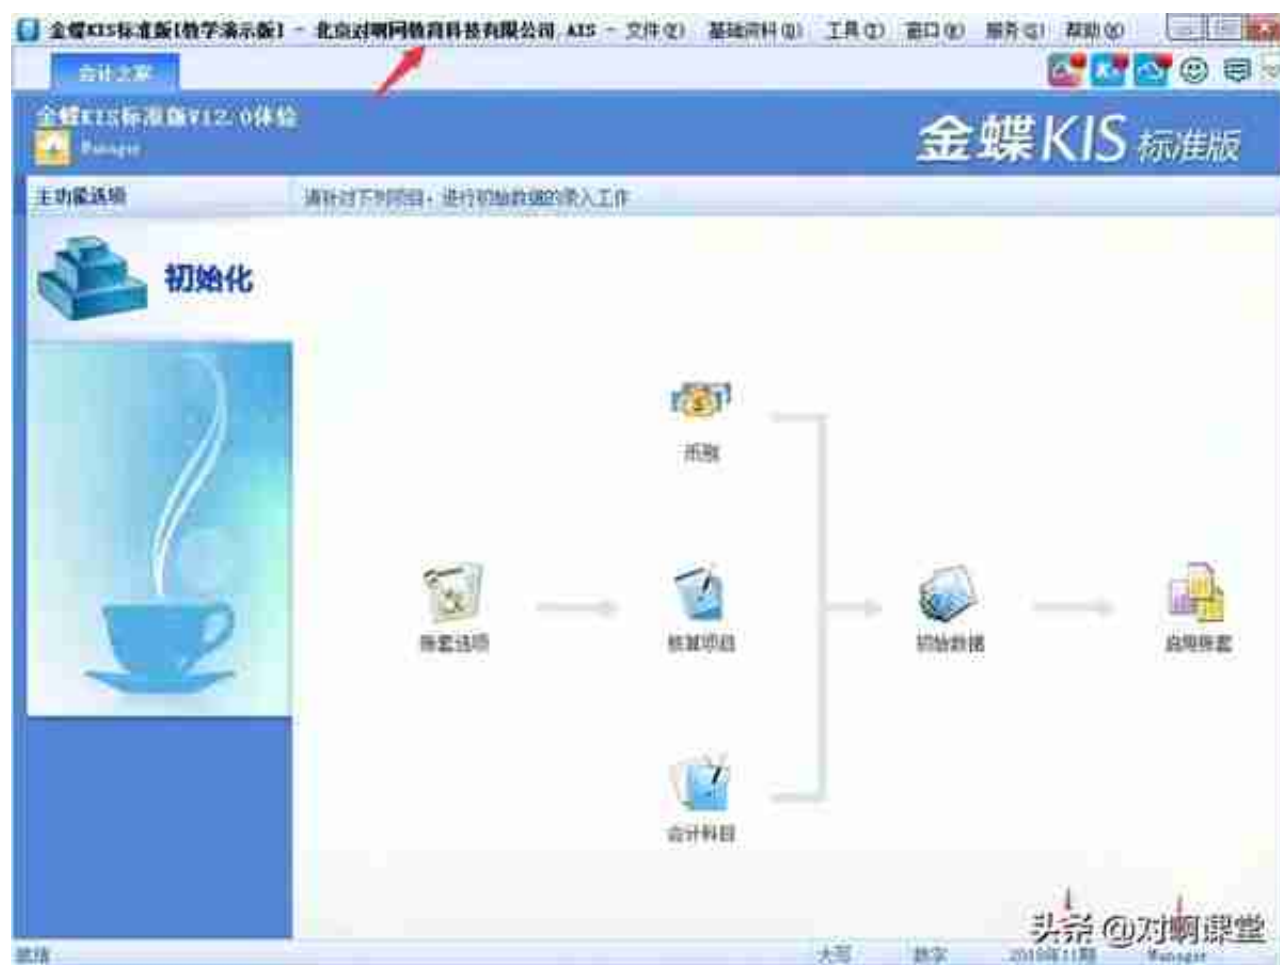 金蝶KIS标准版[教学演示版] - 北京对啊网教育科技有限公司 AIS - 文件 基础资料 工具 窗口 服务 帮助
会计之家
金蝶KIS标准版V12.0体验
Manager
金蝶KIS 标准版
主功能选项 请针对下列项目，进行初始数据的录入工作
初始化
币别
账套选项
核算项目
初始数据
启用账套
会计科目
头条 @对啊课堂
就绪 大写 数字 Manager